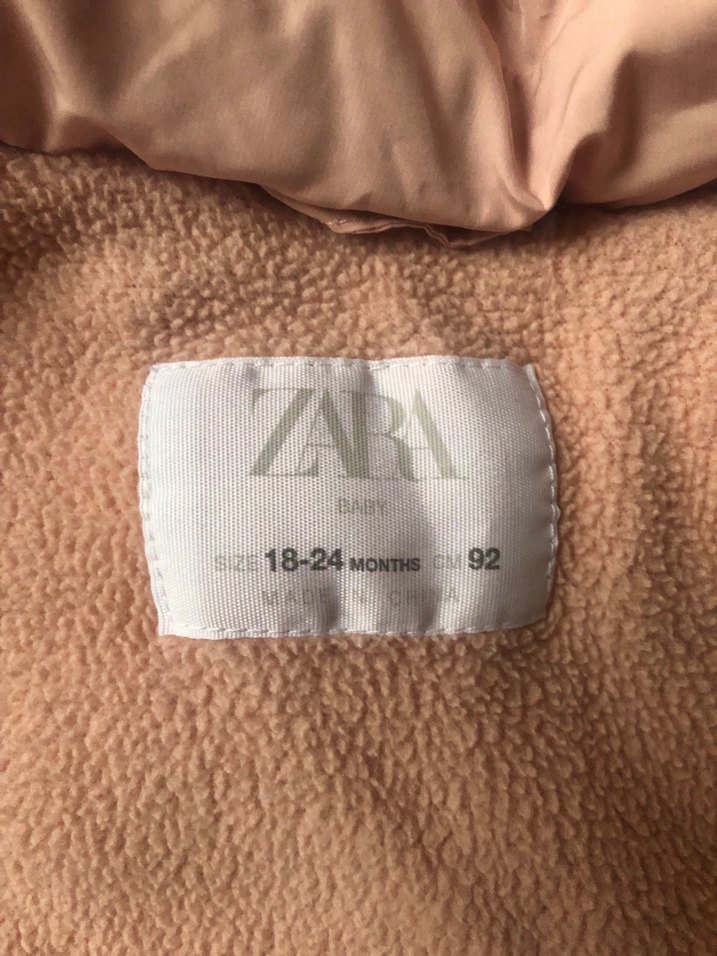 ZARA
BABY
SIZE 18-24 MONTHS CM 92
MADE IN CHINA